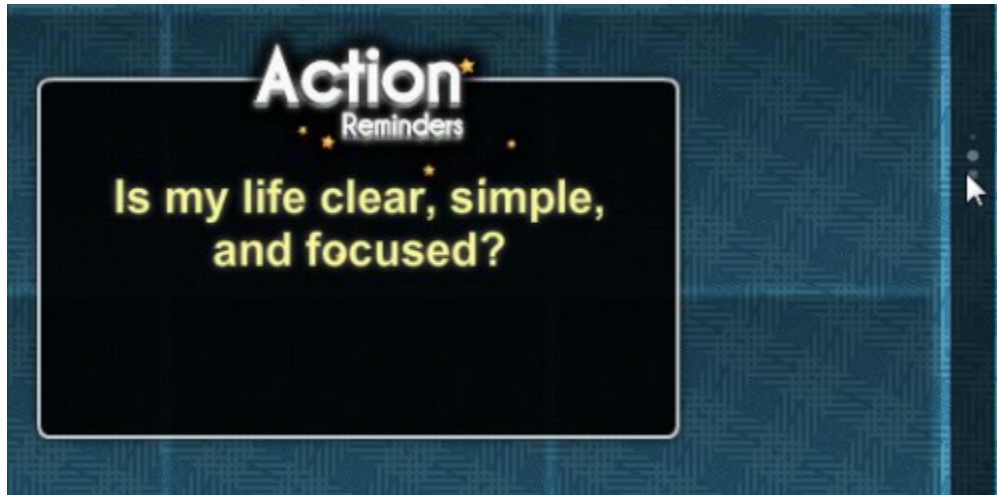 Action
Reminders
Is my life clear, simple,
and focused?